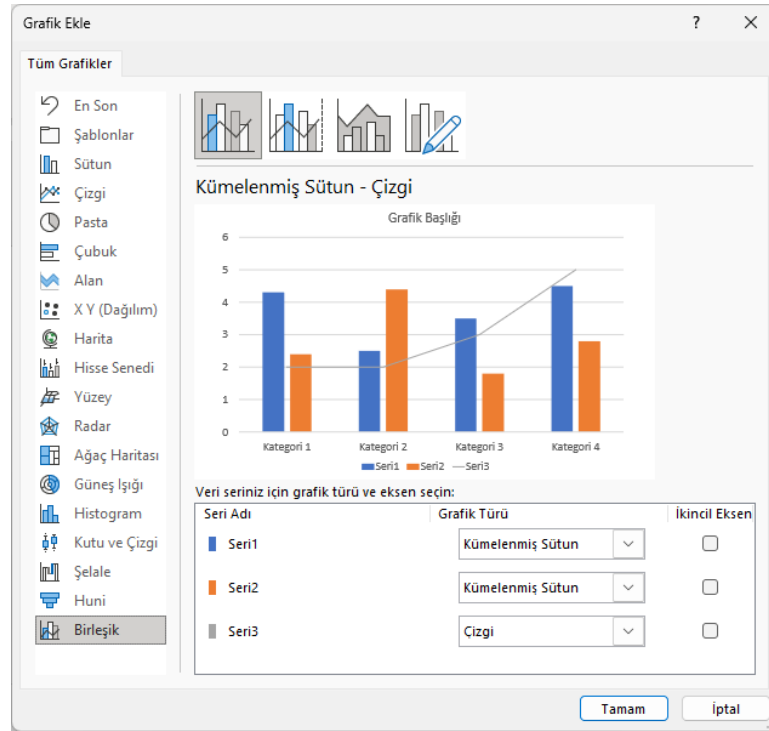 Grafik Ekle
?
Tüm Grafikler
En Son
Şablonlar
Sütun
Çizgi
Pasta
Çubuk
Alan
X Y (Dağılım)
Harita
Hisse Senedi
Yüzey
Radar
Ağaç Haritası
Güneş Işığı
Histogram
Kutu ve Çizgi
Şelale
Huni
Birleşik
Kümelenmiş Sütun - Çizgi
Grafik Başlığı
6
5
4
3
2
1
0
Kategori 1 Kategori 2 Kategori 3 Kategori 4
Seri1 Seri2 Seri3
Veri seriniz için grafik türü ve eksen seçin:
Seri Adı Grafik Türü İkincil Eksen
Seri1 Kümelenmiş Sütun
Seri2 Kümelenmiş Sütun
Seri3 Çizgi
Tamam İptal